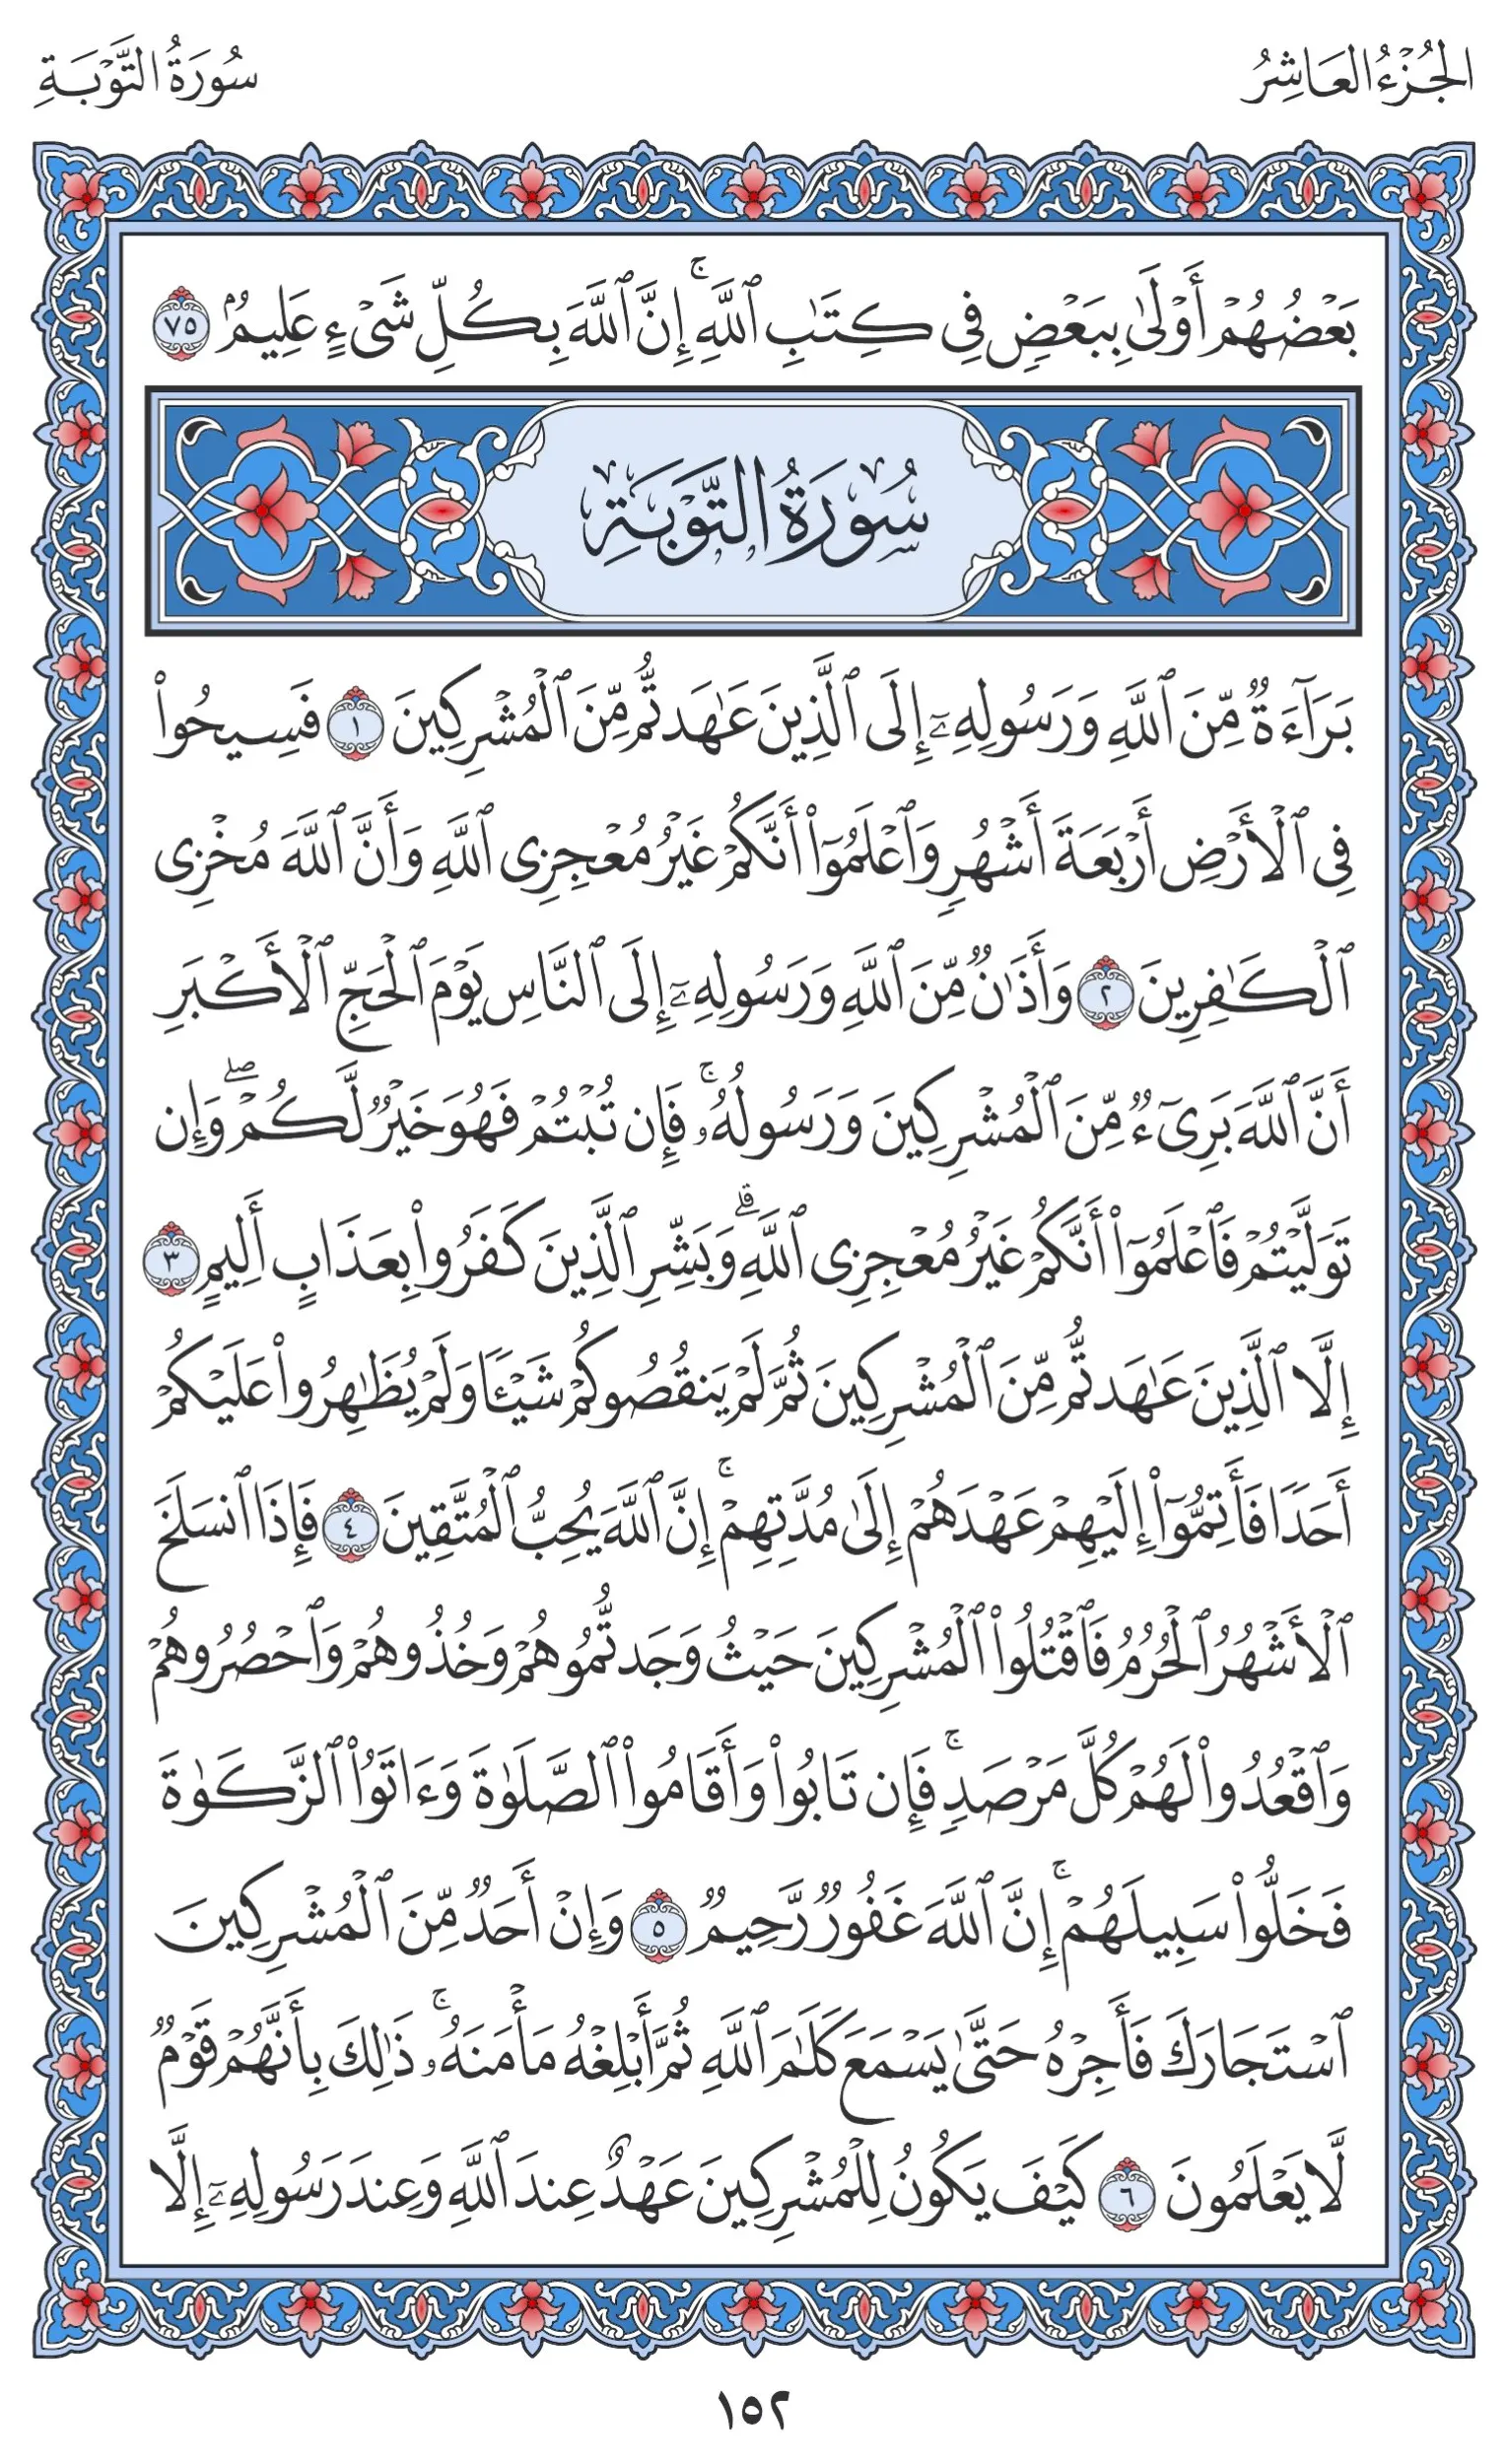 الجُزْءُ العَاشِرُ
سُورَةُ التَّوْبَةِ
بَعْضُهُمْ أَوْلَىٰ بِبَعْضٍ فِى كِتَٰبِ ٱللَّهِ ۚ إِنَّ ٱللَّهَ بِكُلِّ شَىْءٍ عَلِيمٌۢ ٧٥
سُورَةُ التَّوْبَةِ
بَرَآءَةٌ مِّنَ ٱللَّهِ وَرَسُولِهِۦٓ إِلَى ٱلَّذِينَ عَٰهَدتُّم مِّنَ ٱلْمُشْرِكِينَ ١ فَسِيحُوا۟
فِى ٱلْأَرْضِ أَرْبَعَةَ أَشْهُرٍ وَٱعْلَمُوٓا۟ أَنَّكُمْ غَيْرُ مُعْجِزِى ٱللَّهِ وَأَنَّ ٱللَّهَ مُخْزِى
ٱلْكَٰفِرِينَ ٢ وَأَذَٰنٌ مِّنَ ٱللَّهِ وَرَسُولِهِۦٓ إِلَى ٱلنَّاسِ يَوْمَ ٱلْحَجِّ ٱلْأَكْبَرِ
أَنَّ ٱللَّهَ بَرِىٓءٌ مِّنَ ٱلْمُشْرِكِينَ وَرَسُولُهُۥ ۚ فَإِن تُبْتُمْ فَهُوَ خَيْرٌ لَّكُمْ ۖ وَإِن
تَوَلَّيْتُمْ فَٱعْلَمُوٓا۟ أَنَّكُمْ غَيْرُ مُعْجِزِى ٱللَّهِ ۗ وَبَشِّرِ ٱلَّذِينَ كَفَرُوا۟ بِعَذَابٍ أَلِيمٍ ٣
إِلَّا ٱلَّذِينَ عَٰهَدتُّم مِّنَ ٱلْمُشْرِكِينَ ثُمَّ لَمْ يَنقُصُوكُمْ شَيْـًٔا وَلَمْ يُظَٰهِرُوا۟ عَلَيْكُمْ
أَحَدًا فَأَتِمُّوٓا۟ إِلَيْهِمْ عَهْدَهُمْ إِلَىٰ مُدَّتِهِمْ ۚ إِنَّ ٱللَّهَ يُحِبُّ ٱلْمُتَّقِينَ ٤ فَإِذَا ٱنسَلَخَ
ٱلْأَشْهُرُ ٱلْحُرُمُ فَٱقْتُلُوا۟ ٱلْمُشْرِكِينَ حَيْثُ وَجَدتُّمُوهُمْ وَخُذُوهُمْ وَٱحْصُرُوهُمْ
وَٱقْعُدُوا۟ لَهُمْ كُلَّ مَرْصَدٍ ۚ فَإِن تَابُوا۟ وَأَقَامُوا۟ ٱلصَّلَوٰةَ وَءَاتَوُا۟ ٱلزَّكَوٰةَ
فَخَلُّوا۟ سَبِيلَهُمْ ۚ إِنَّ ٱللَّهَ غَفُورٌ رَّحِيمٌ ٥ وَإِنْ أَحَدٌ مِّنَ ٱلْمُشْرِكِينَ
ٱسْتَجَارَكَ فَأَجِرْهُ حَتَّىٰ يَسْمَعَ كَلَٰمَ ٱللَّهِ ثُمَّ أَبْلِغْهُ مَأْمَنَهُۥ ۚ ذَٰلِكَ بِأَنَّهُمْ قَوْمٌ
لَّا يَعْلَمُونَ ٦ كَيْفَ يَكُونُ لِلْمُشْرِكِينَ عَهْدٌ عِندَ ٱللَّهِ وَعِندَ رَسُولِهِۦٓ إِلَّا
١٥٢